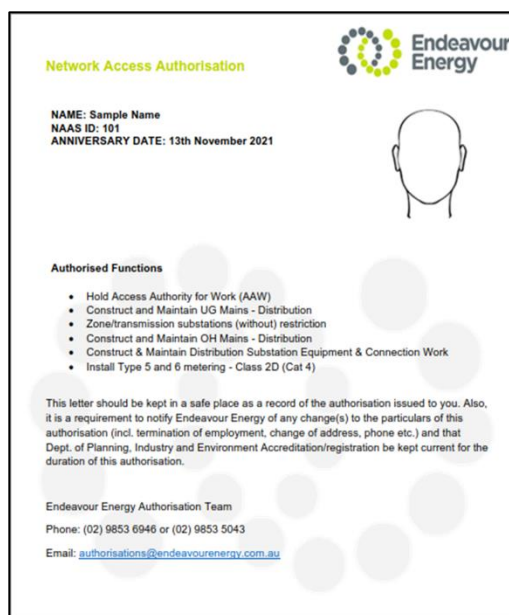 Endeavour
Energy
Network Access Authorisation
NAME: Sample Name
NAAS ID: 101
ANNIVERSARY DATE: 13th November 2021
Authorised Functions
• Hold Access Authority for Work (AAW)
• Construct and Maintain UG Mains - Distribution
• Zone/transmission substations (without) restriction
• Construct and Maintain OH Mains - Distribution
• Construct & Maintain Distribution Substation Equipment & Connection Work
• Install Type 5 and 6 metering - Class 2D (Cat 4)
This letter should be kept in a safe place as a record of the authorisation issued to you. Also,
it is a requirement to notify Endeavour Energy of any change(s) to the particulars of this
authorisation (incl. termination of employment, change of address, phone etc.) and that
Dept. of Planning, Industry and Environment Accreditation/registration be kept current for the
duration of this authorisation.
Endeavour Energy Authorisation Team
Phone: (02) 9853 6946 or (02) 9853 5043
Email: authorisations@endeavourenergy.com.au